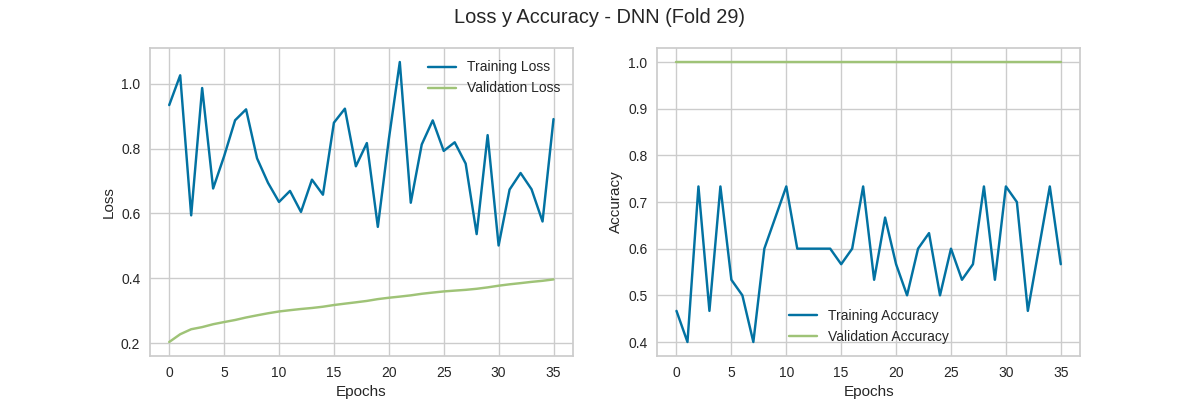 Loss y Accuracy - DNN (Fold 29)
Loss
1.0
0.8
0.6
0.4
0.2
Training Loss
Validation Loss
0 5 10 15 20 25 30 35
Epochs
Accuracy
1.0
0.9
0.8
0.7
0.6
0.5
0.4
Training Accuracy
Validation Accuracy
0 5 10 15 20 25 30 35
Epochs